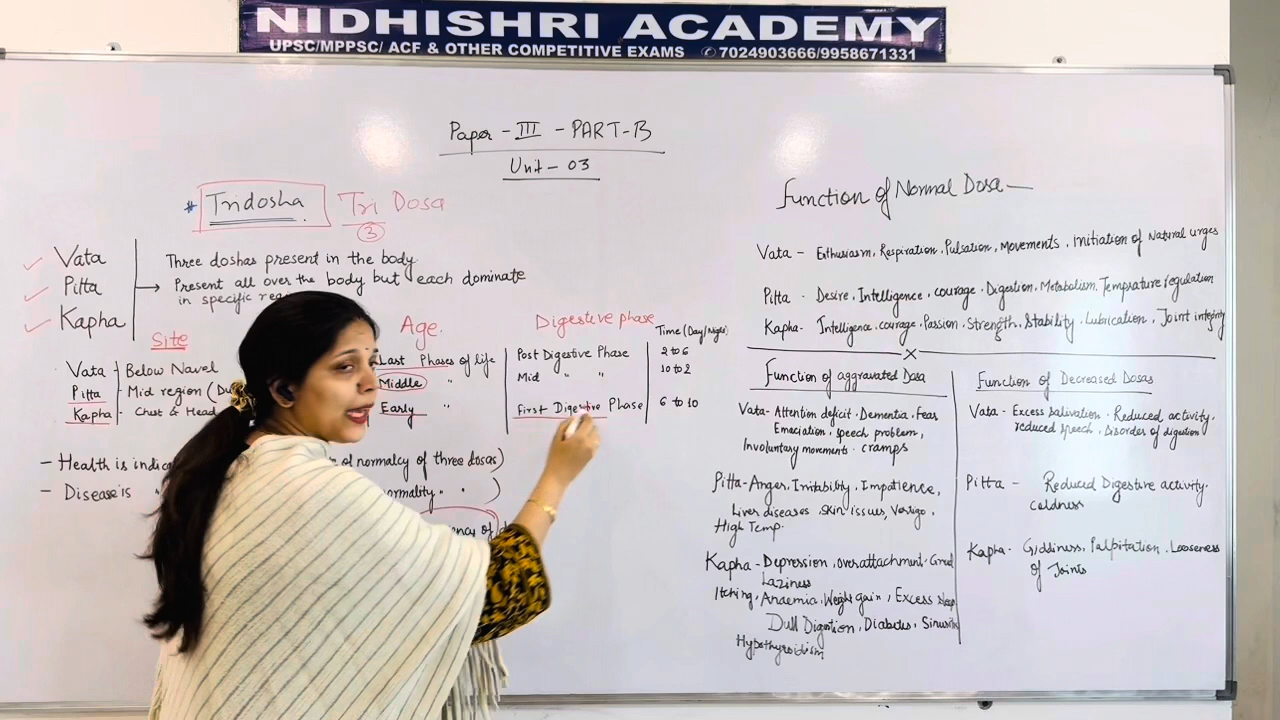 NIDHISHRI ACADEMY
UPSC/MPPSC/ ACF & OTHER COMPETITIVE EXAMS ✆ 7024903666/9958671331
Paper - III - PART-B
Unit - 03
# Tridosha Tri Dosa
3
Vata
Pitta
Kapha
Three doshas present in the body
→ Present all over the body but each dominate
in specific
Site
Vata - Below Navel
Pitta - Mid region
Kapha - Chest & Head
Age.
Last Phases of life
Middle "
Early "
Digestive phase
Post Digestive Phase
Mid " "
First Digestive Phase
Time (Day/Night)
2 to 6
10 to 2
6 to 10
- Health is of normalcy of three dosas)
- Disease is " " )
Function of Normal Dosa —
Vata - Enthusiasm, Respiration, Pulsation, Movements, initiation of Natural urges
Pitta - Desire, Intelligence, courage, Digestion, Metabolism, Temprature regulation
Kapha - Intelligence, courage, Passion, Strength, Stability, Lubrication, Joint integrity
Function of aggravated Dasa
Vata- Attention deficit, Dementia, Fear
Emaciation, speech problem,
Involuntary movements, cramps
Pitta- Anger, Irritability, Impatience,
Liver diseases, skin issues, Vertigo,
High Temp.
Kapha - Depression, overattachment, Greed
Laziness
Itching, Anaemia, Weight gain, Excess sleep
Dull Digestion, Diabetes, Sinusitis
Hypothyroidism
Function of Decreased Dosas
Vata - Excess Salivation, Reduced activity,
reduced speech, Disorder of digestion
Pitta - Reduced Digestive activity.
coldness
Kapha - Giddiness, Palpitation, Looseness
of Joints